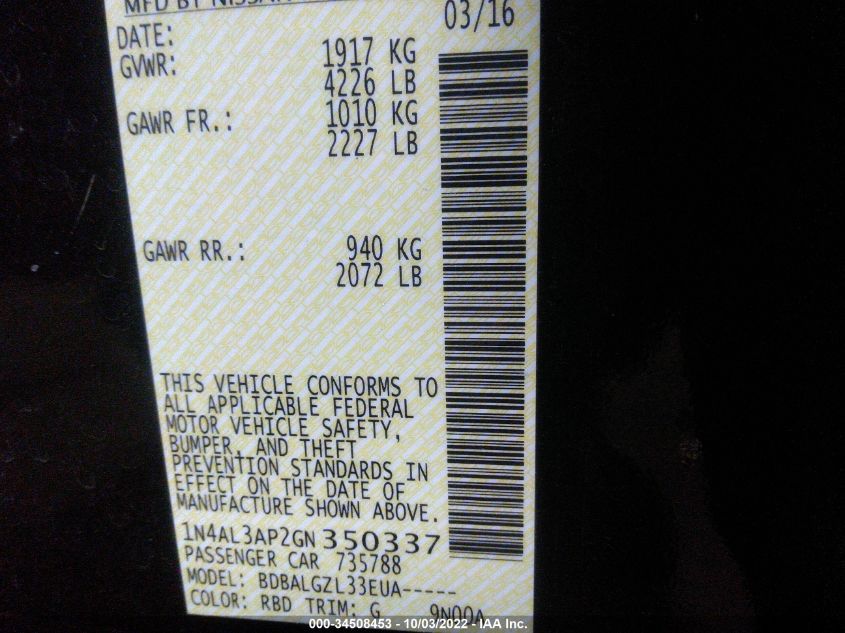 MFD BY NISSAN
DATE: 03/16
GVWR: 1917 KG
4226 LB
GAWR FR.: 1010 KG
2227 LB
GAWR RR.: 940 KG
2072 LB
THIS VEHICLE CONFORMS TO
ALL APPLICABLE FEDERAL
MOTOR VEHICLE SAFETY,
BUMPER, AND THEFT
PREVENTION STANDARDS IN
EFFECT ON THE DATE OF
MANUFACTURE SHOWN ABOVE.
1N4AL3AP2GN350337
PASSENGER CAR 735788
MODEL: BDBALGZL33EUA-----
COLOR: RBD TRIM: G 9N00A
000-34508453 - 10/03/2022 - IAA Inc.